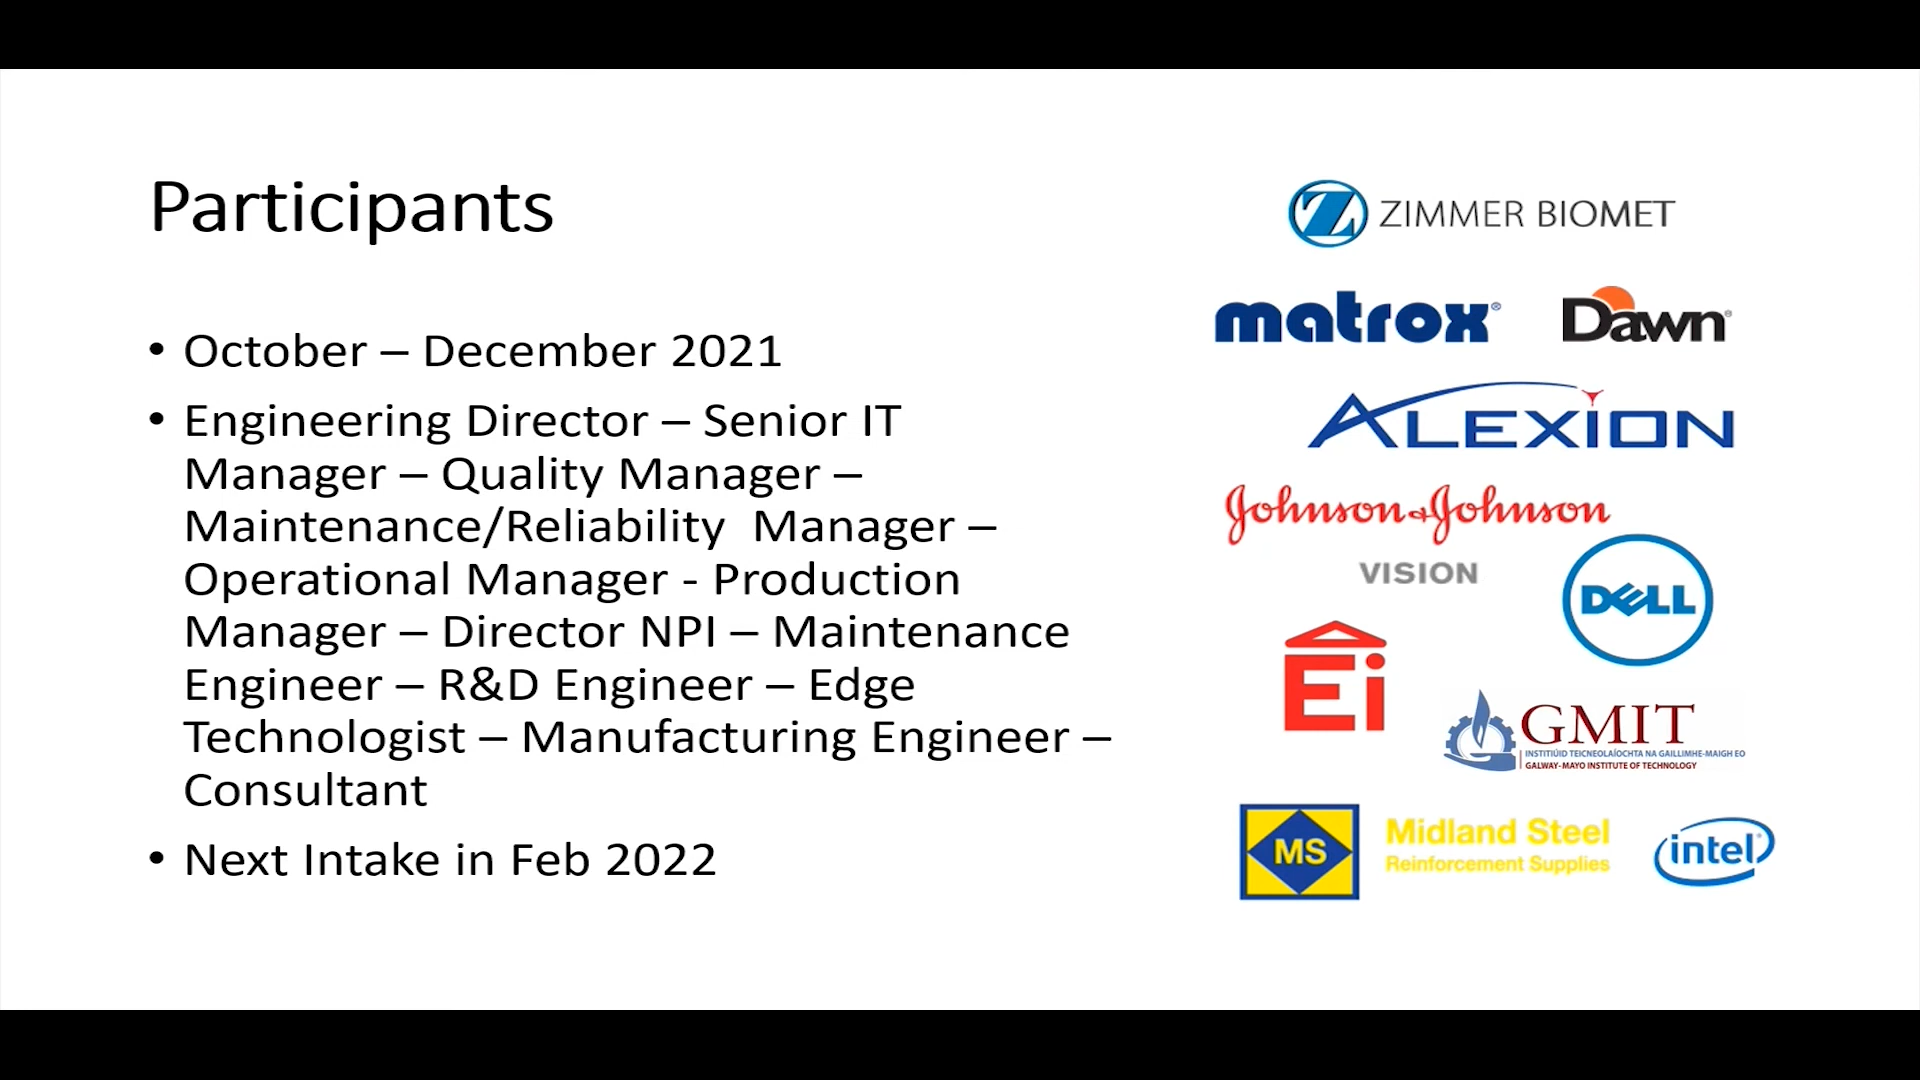 Participants
• October – December 2021
• Engineering Director – Senior IT
Manager – Quality Manager –
Maintenance/Reliability  Manager –
Operational Manager - Production
Manager – Director NPI – Maintenance
Engineer – R&D Engineer – Edge
Technologist – Manufacturing Engineer –
Consultant
• Next Intake in Feb 2022
Z ZIMMER BIOMET
matrox®
Dawn®
ALEXION
Johnson & Johnson
VISION
DELL
Ei
GMIT
INSTITIÚID TEICNEOLAÍOCHTA NA GAILLIMHE-MAIGH EO
GALWAY-MAYO INSTITUTE OF TECHNOLOGY
MS
Midland Steel
Reinforcement Supplies
intel